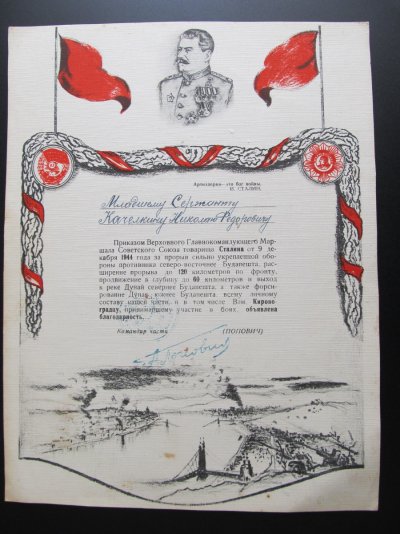 Артиллерия—это бог войны.
И. СТАЛИН.
Младшему Сержанту
Качелкину Николаю Федоровичу
Приказом Верховного Главнокомандующего Мар-
шала Советского Союза товарища Сталина от 9 де-
кабря 1944 года за прорыв сильно укрепленной обо-
роны противника северо-восточнее Будапешта, рас-
ширение прорыва до 120 километров по фронту,
продвижение в глубину до 60 километров и выход
к реке Дунай севернее Будапешта, а также форси-
рование Дуная южнее Будапешта всему личному
составу нашей части, и в том числе Вам, Кирово-
градцу, принимавшему участие в боях, объявлена
благодарность.
Командир части (ПОПОВИЧ)
Попович